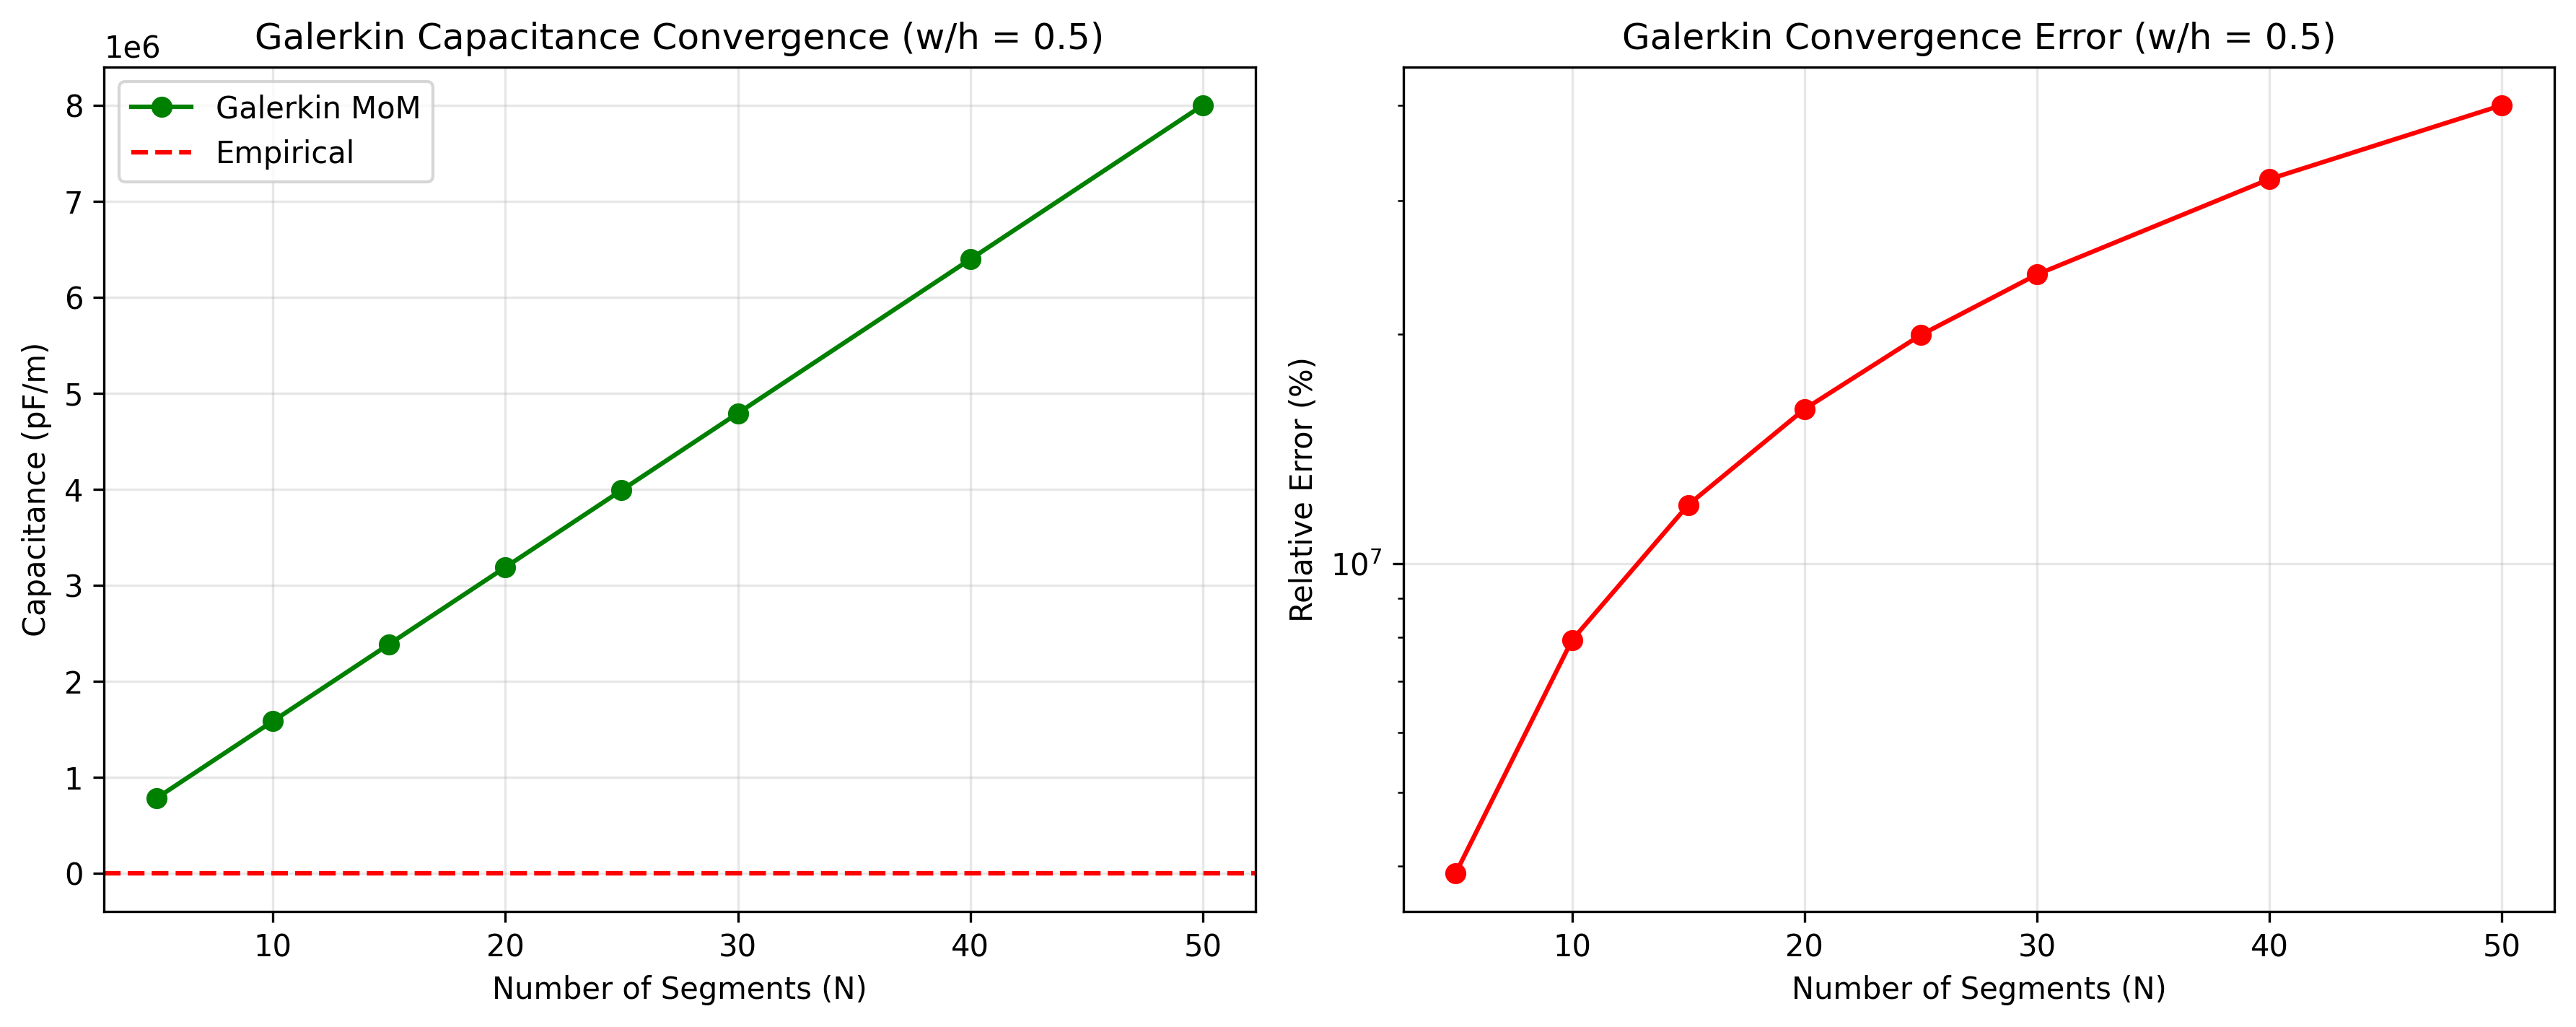 Galerkin Capacitance Convergence (w/h = 0.5)
1e6
Capacitance (pF/m)
8
7
6
5
4
3
2
1
0
Galerkin MoM
Empirical
10 20 30 40 50
Number of Segments (N)
Galerkin Convergence Error (w/h = 0.5)
Relative Error (%)
10⁷
10 20 30 40 50
Number of Segments (N)